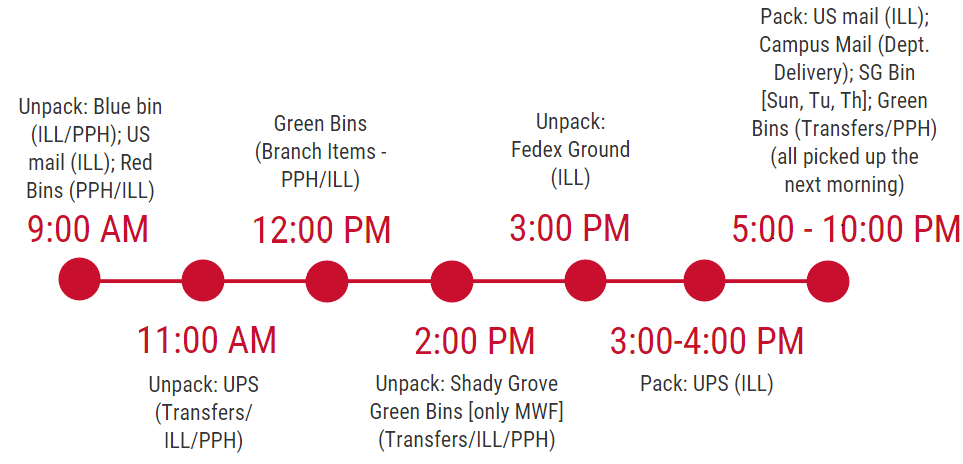 Unpack: Blue bin
(ILL/PPH); US
mail (ILL); Red
Bins (PPH/ILL)
9:00 AM
11:00 AM
Unpack: UPS
(Transfers/
ILL/PPH)
Green Bins
(Branch Items -
PPH/ILL)
12:00 PM
2:00 PM
Unpack: Shady Grove
Green Bins [only MWF]
(Transfers/ILL/PPH)
Unpack:
Fedex Ground
(ILL)
3:00 PM
3:00-4:00 PM
Pack: UPS (ILL)
Pack: US mail (ILL);
Campus Mail (Dept.
Delivery); SG Bin
[Sun, Tu, Th]; Green
Bins (Transfers/PPH)
(all picked up the
next morning)
5:00 - 10:00 PM